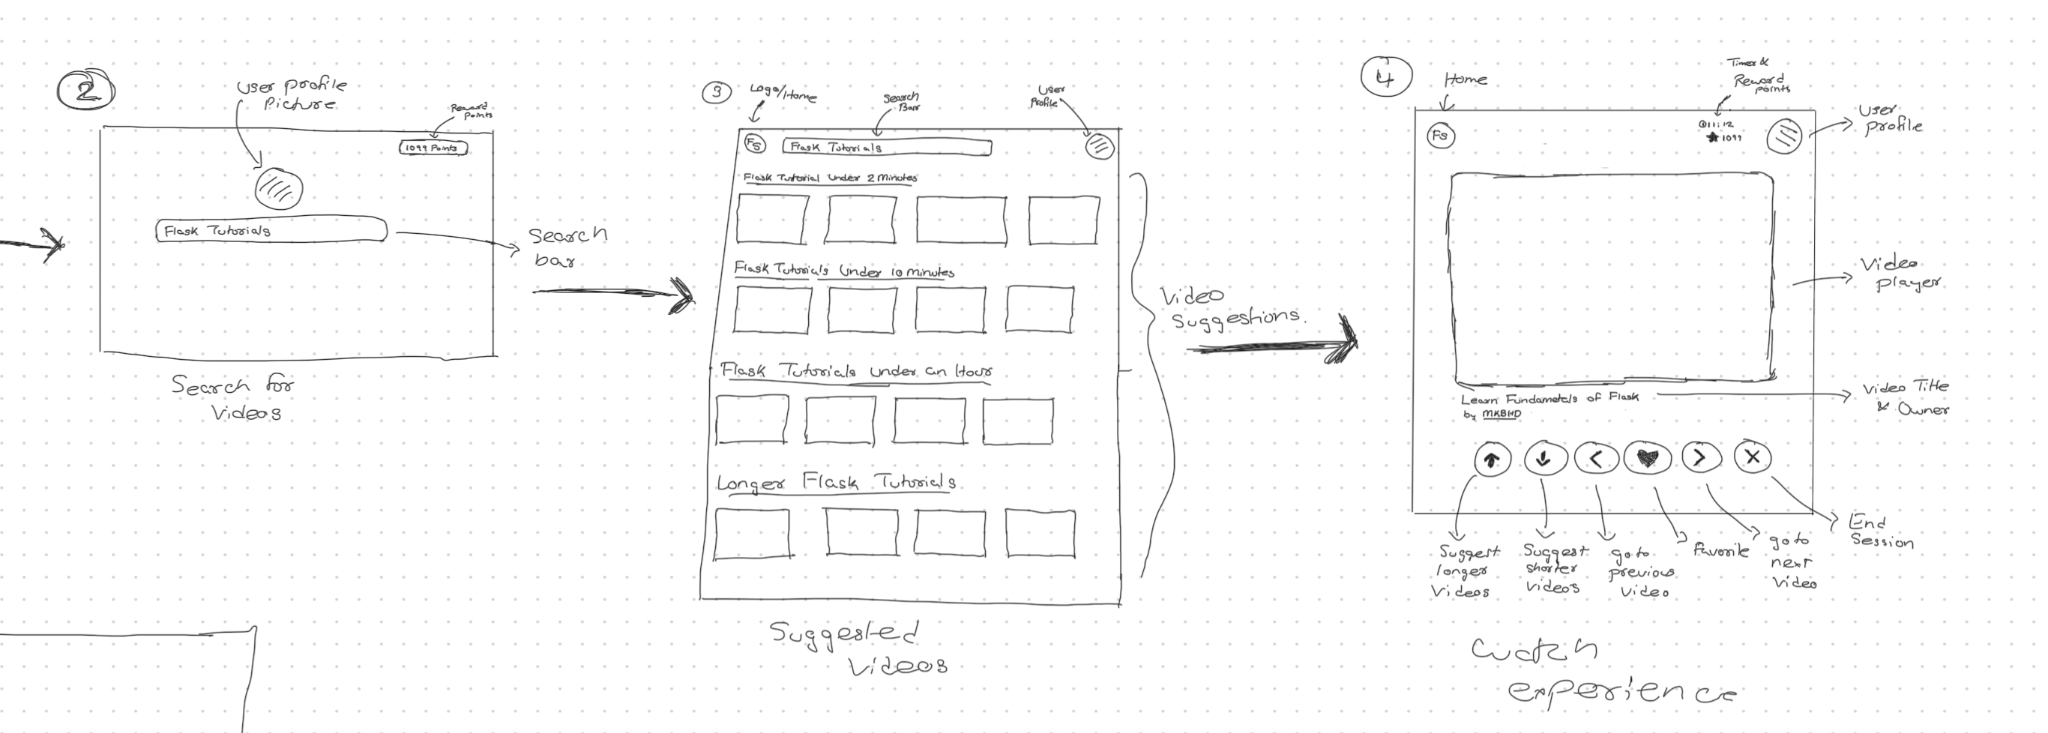 2
User profile
Picture
Reward
Points
1099 Points
Flask Tutorials
Search
bar
Search for
Videos
3
Logo/Home
Search
Bar
User
Profile
FS
Flask Tutorials
Flask Tutorial Under 2 Minutes
Flask Tutorials Under 10 minutes
Flask Tutorials under an Hour
Longer Flask Tutorials
Video
Suggestions.
Suggested
Videos
4
Home
Timer &
Reward
points
User
profile
FS
11:12
★ 1099
Video
player
Learn Fundametals of Flask
by MKBHD
Video Title
& Owner
Suggest
longer
Videos
Suggest
shorter
Videos
go to
previous
Video
favorite
go to
next
Video
End
Session
Watch
experience